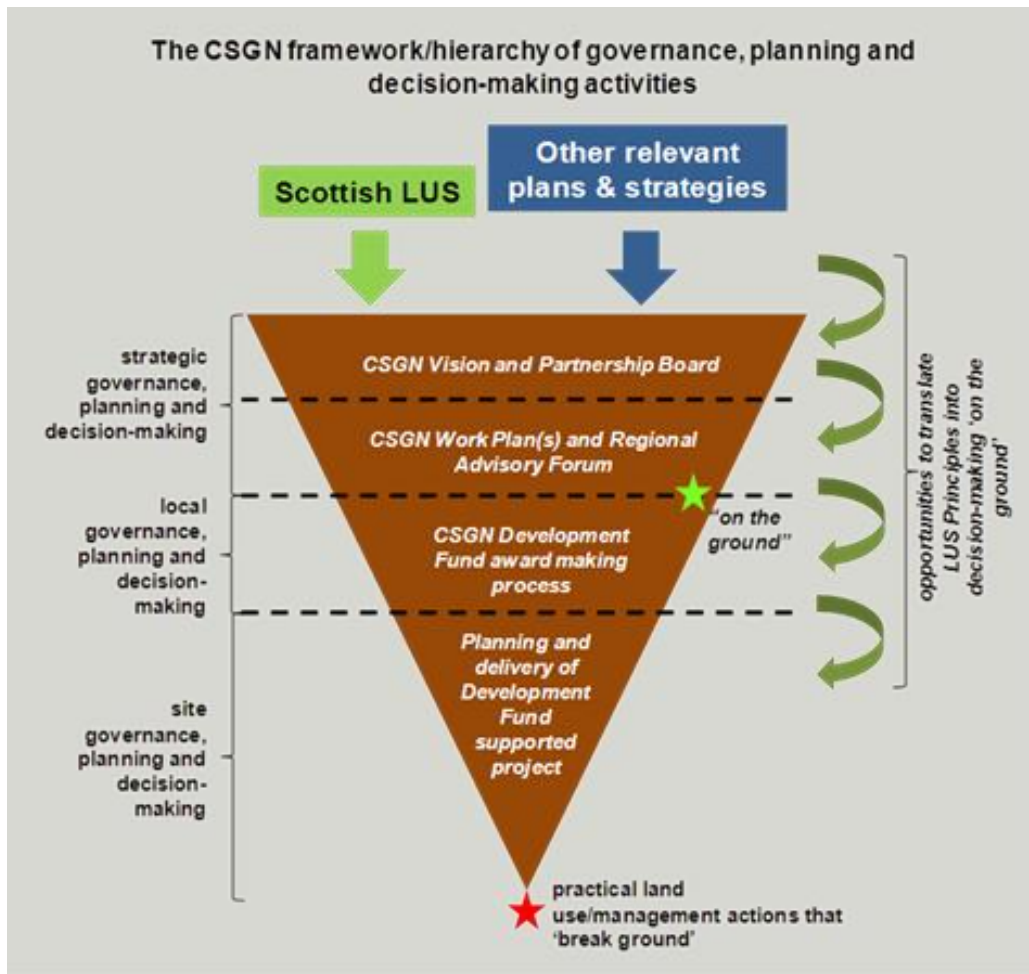 The CSGN framework/hierarchy of governance, planning and
decision-making activities
Scottish LUS
Other relevant
plans & strategies
strategic
governance,
planning and
decision-making
CSGN Vision and Partnership Board
CSGN Work Plan(s) and Regional
Advisory Forum
local
governance,
planning and
decision-
making
"on the
ground"
CSGN Development
Fund award making
process
site
governance,
planning and
decision-
making
Planning and
delivery of
Development
Fund
supported
project
opportunities to translate
LUS Principles into
decision-making 'on the
ground'
practical land
use/management actions that
'break ground'